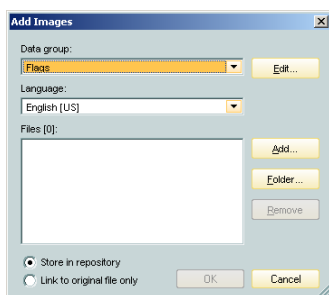 Add Images
Data group:
Flags
Edit...
Language:
English [US]
Files [0]:
Add...
Folder...
Remove
Store in repository
Link to original file only
OK
Cancel